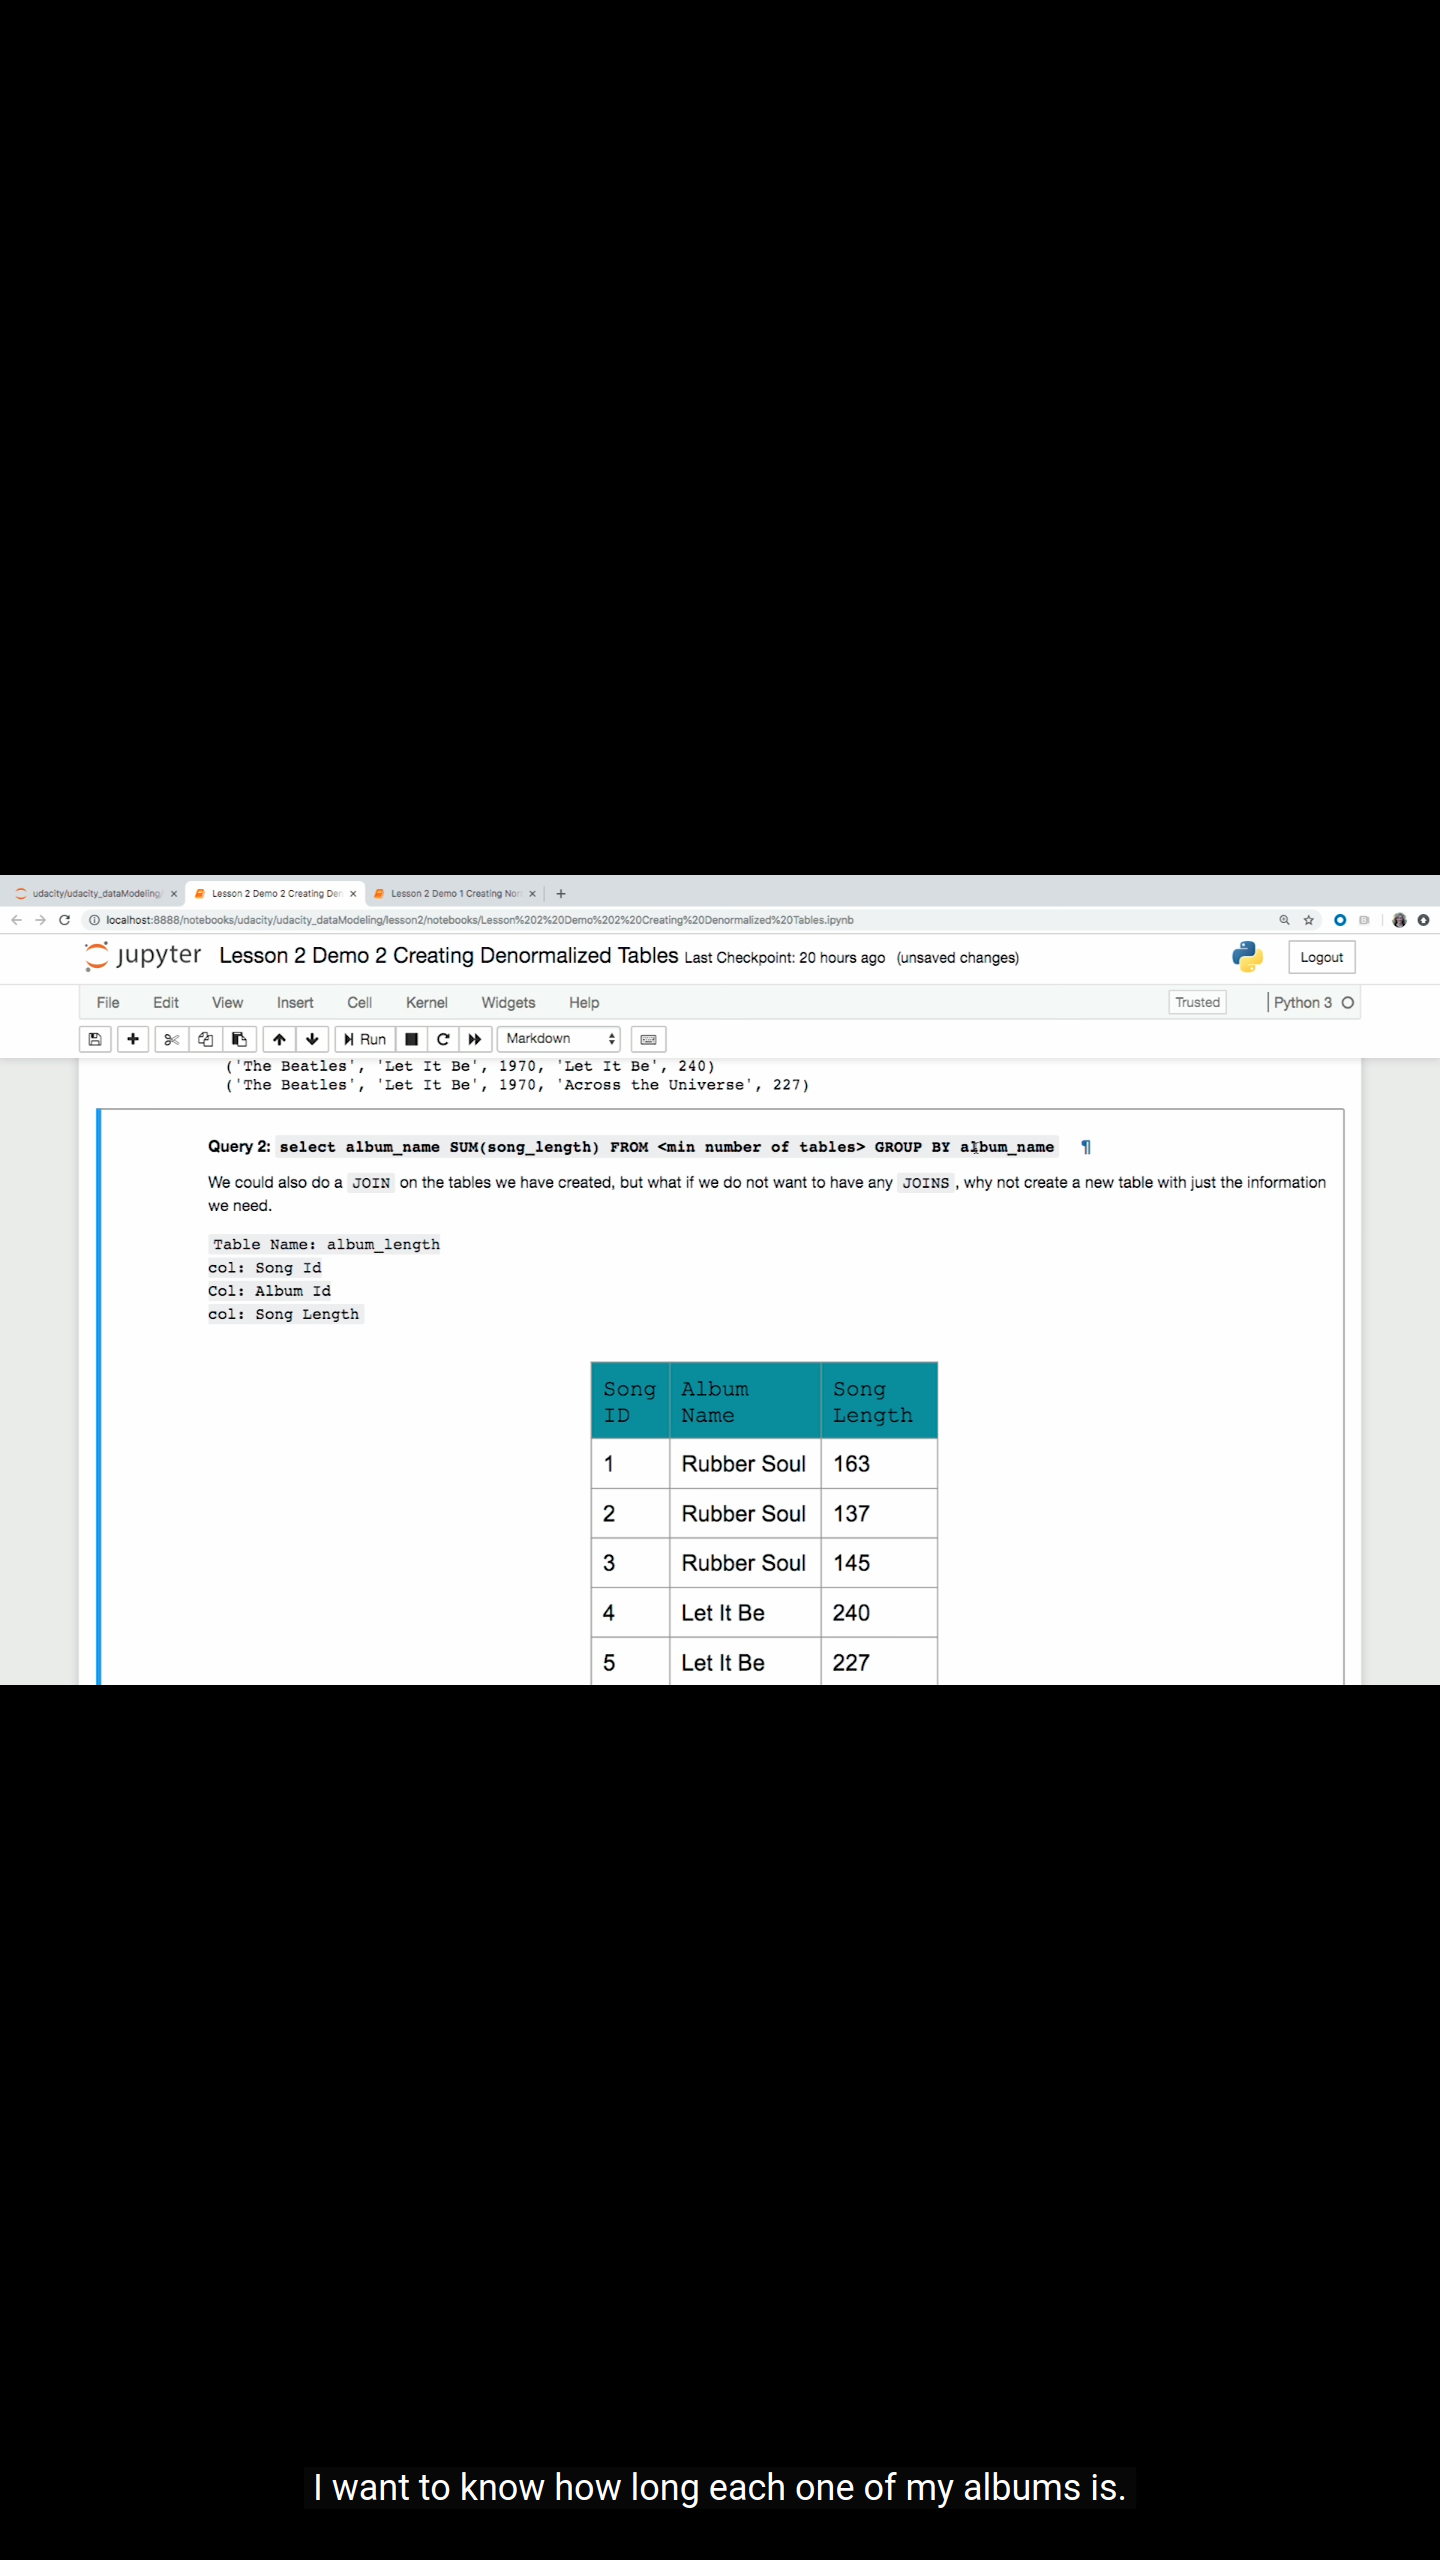 udacity/udacity_dataModeling/
Lesson 2 Demo 2 Creating Den
Lesson 2 Demo 1 Creating Nor
localhost:8888/notebooks/udacity/udacity_dataModeling/lesson2/notebooks/Lesson%202%20Demo%202%20Creating%20Denormalized%20Tables.ipynb
jupyter Lesson 2 Demo 2 Creating Denormalized Tables Last Checkpoint: 20 hours ago (unsaved changes)
Logout
File Edit View Insert Cell Kernel Widgets Help
Trusted
Python 3
Run
Markdown
('The Beatles', 'Let It Be', 1970, 'Let It Be', 240)
('The Beatles', 'Let It Be', 1970, 'Across the Universe', 227)
Query 2: select album_name SUM(song_length) FROM <min number of tables> GROUP BY album_name ¶
We could also do a JOIN on the tables we have created, but what if we do not want to have any JOINS , why not create a new table with just the information
we need.
Table Name: album_length
col: Song Id
Col: Album Id
col: Song Length
Song ID Album Name Song Length
1 Rubber Soul 163
2 Rubber Soul 137
3 Rubber Soul 145
4 Let It Be 240
5 Let It Be 227
I want to know how long each one of my albums is.